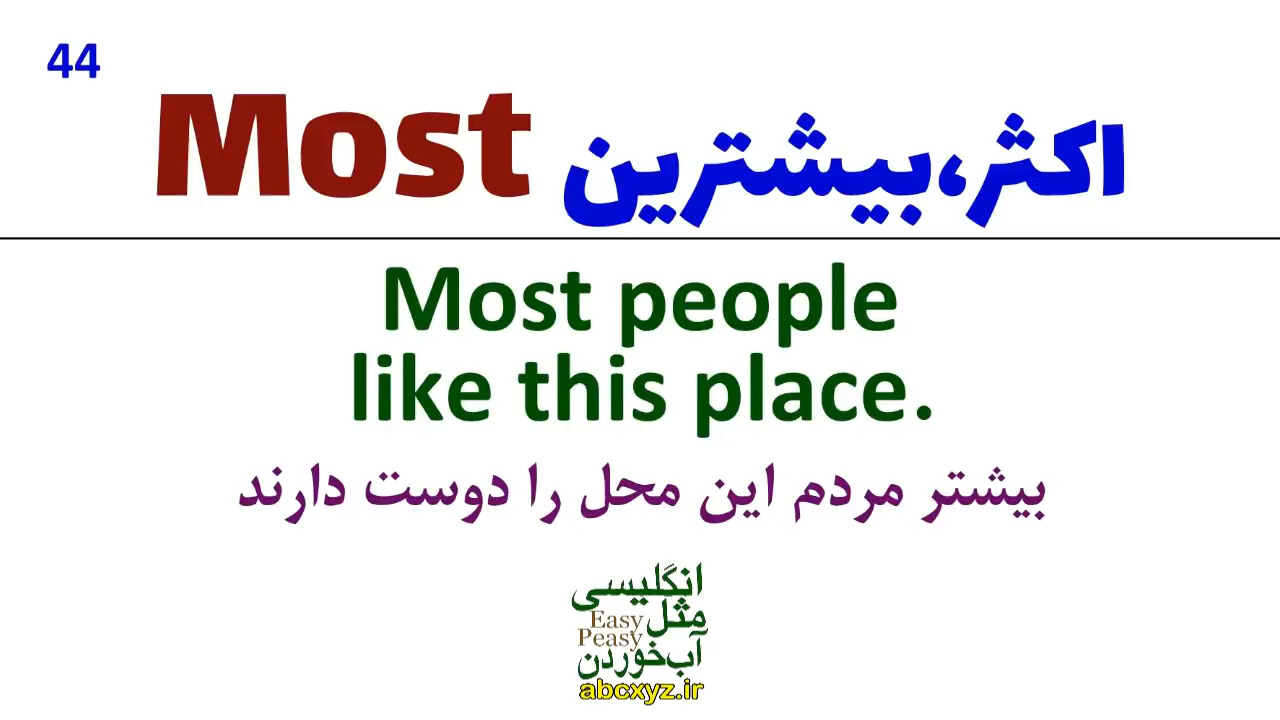 44
Most اکثر،بیشترین
Most people
like this place.
بیشتر مردم این محل را دوست دارند
انگلیسی
مثل Easy
Peasy
آب‌خوردن
abcxyz.ir